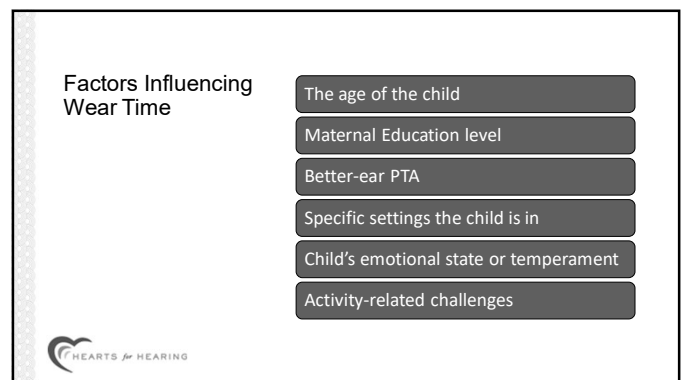 Factors Influencing
Wear Time
The age of the child
Maternal Education level
Better-ear PTA
Specific settings the child is in
Child's emotional state or temperament
Activity-related challenges
HEARTS for HEARING